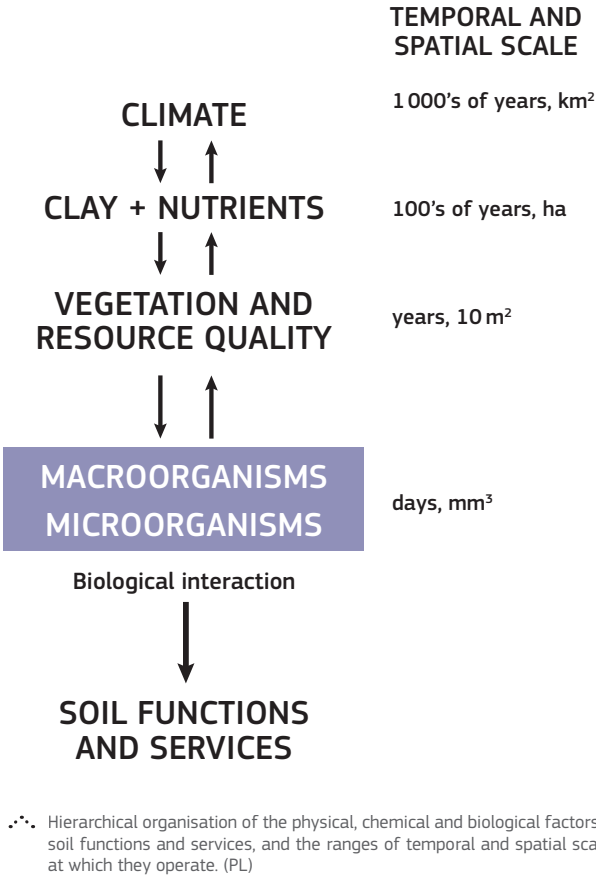 TEMPORAL AND
SPATIAL SCALE
CLIMATE
1 000's of years, km²
CLAY + NUTRIENTS
100's of years, ha
VEGETATION AND
RESOURCE QUALITY
years, 10 m²
MACROORGANISMS
MICROORGANISMS
days, mm³
Biological interaction
SOIL FUNCTIONS
AND SERVICES
Hierarchical organisation of the physical, chemical and biological factors
soil functions and services, and the ranges of temporal and spatial
at which they operate. (PL)